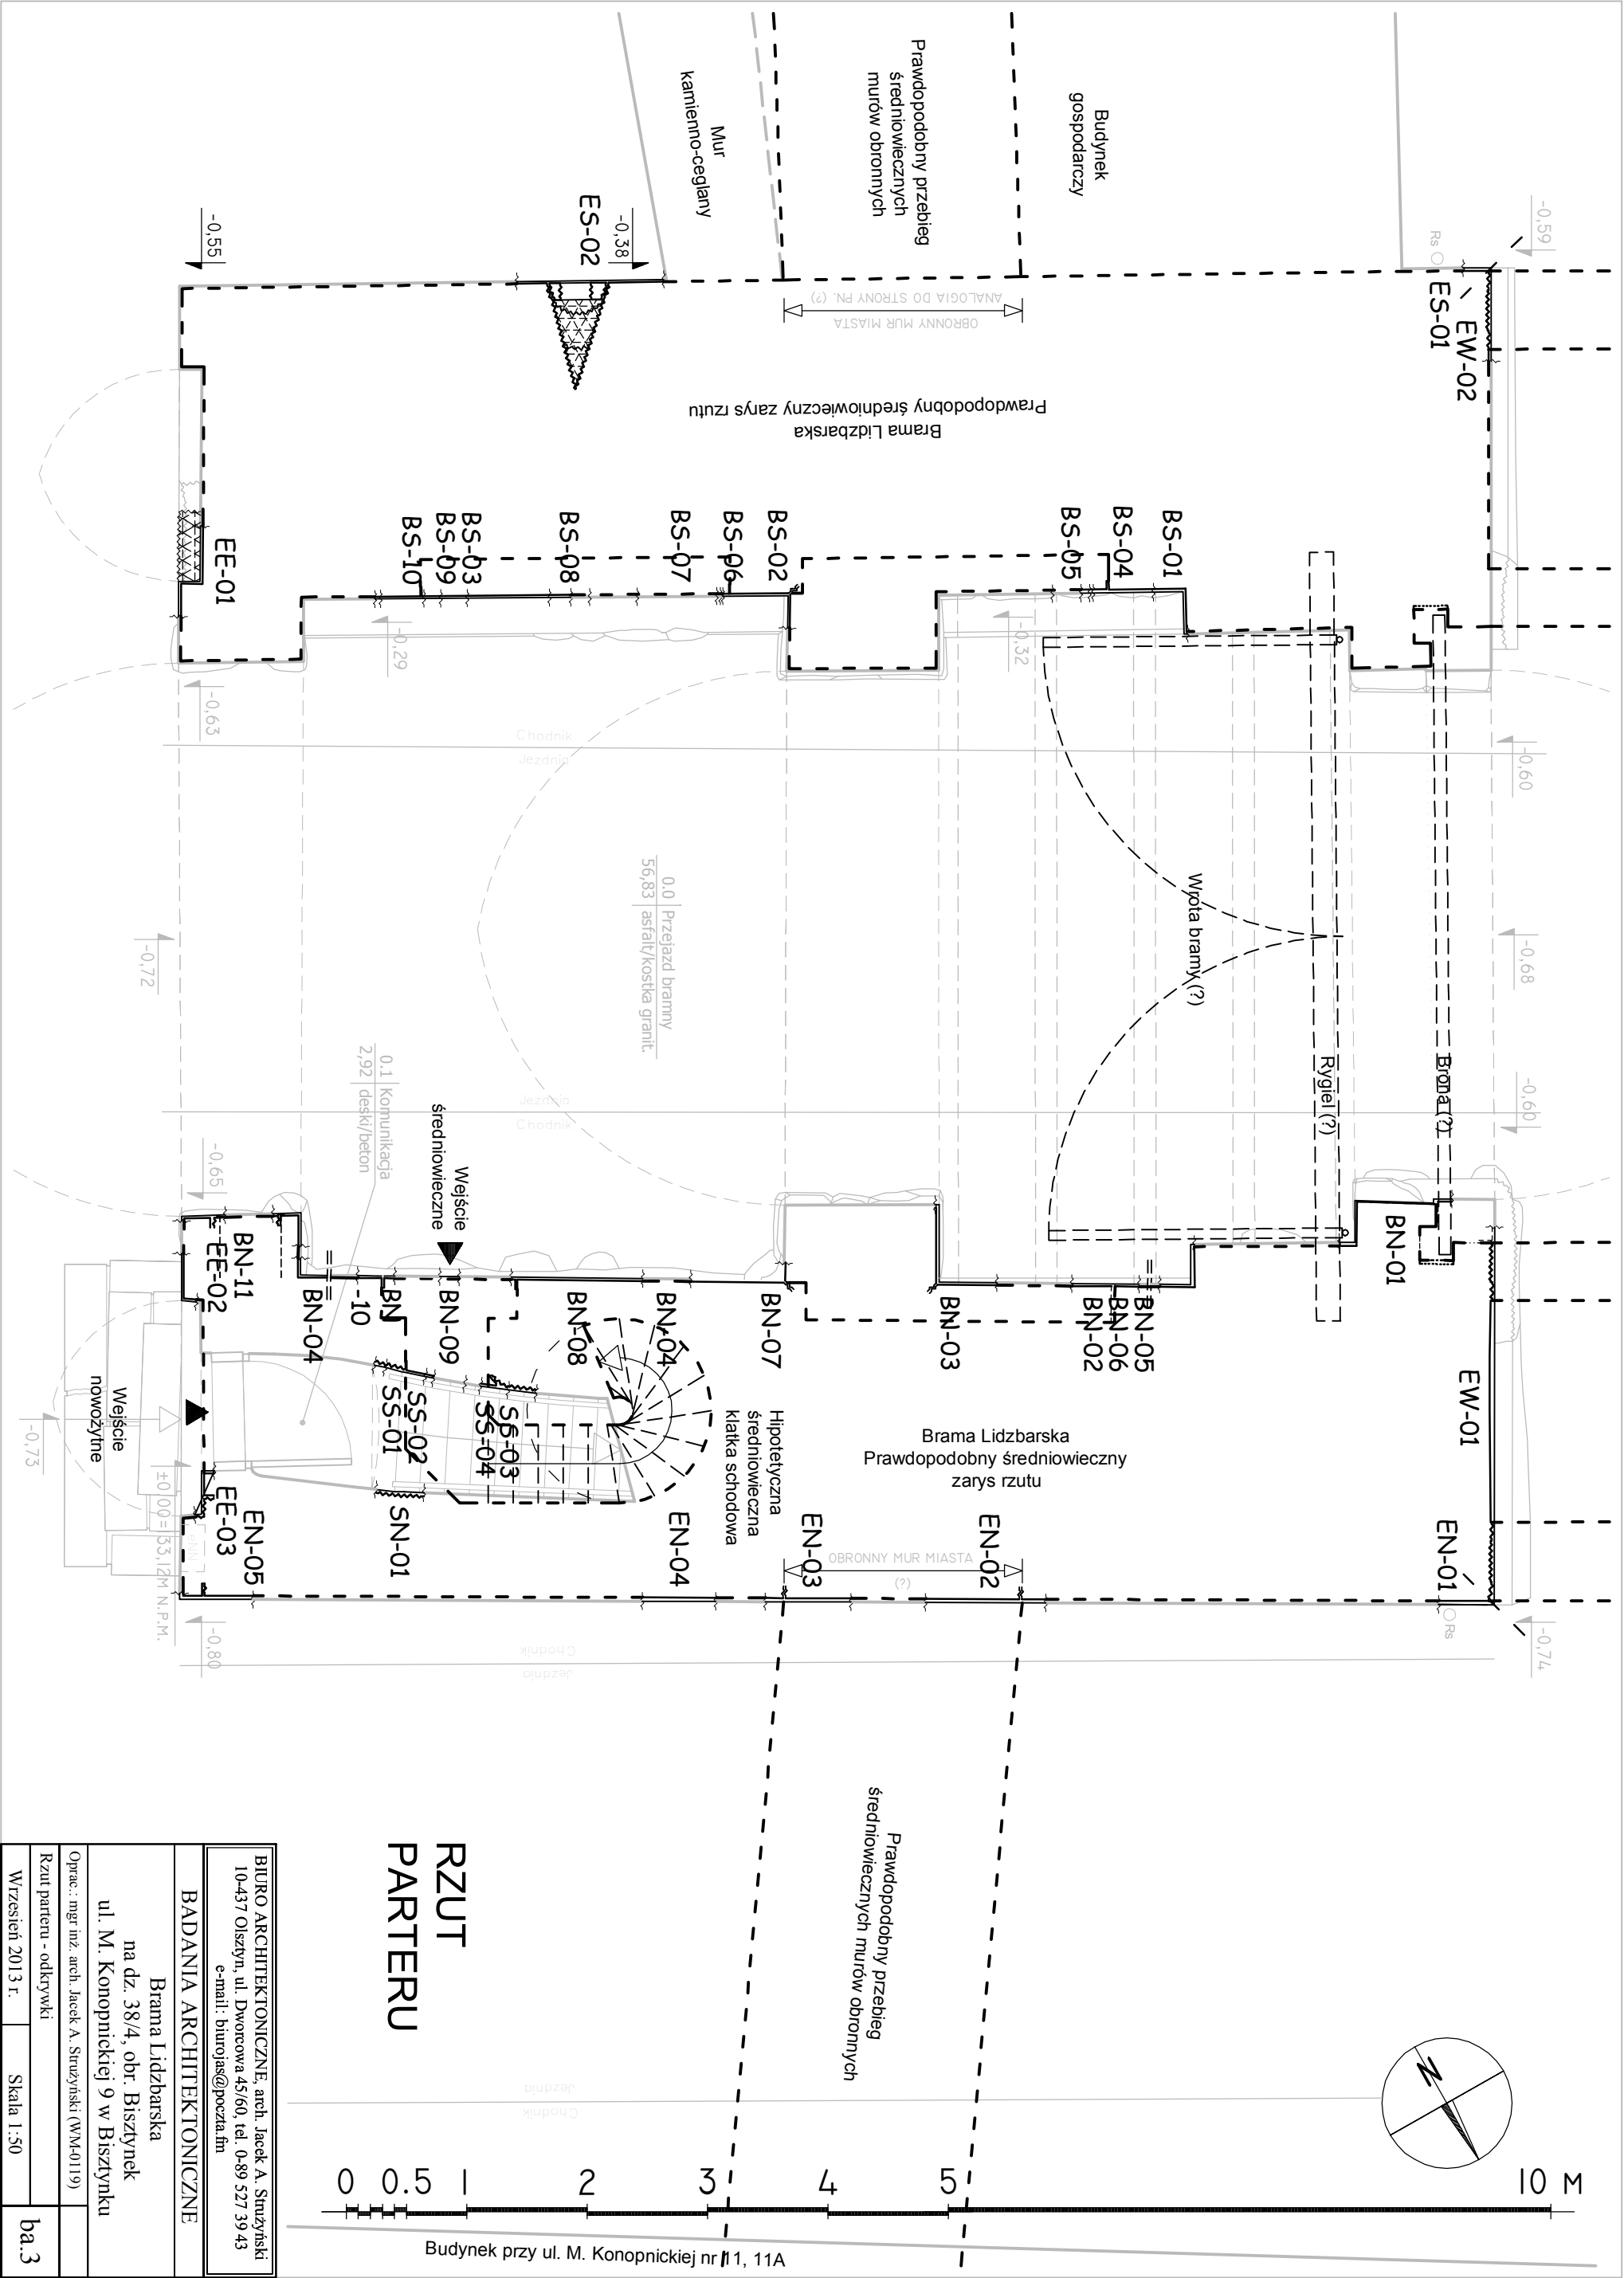 Budynek
gospodarczy
Prawdopodobny przebieg
średniowiecznych
murów obronnych
Mur
kamienno-ceglany
-0,59
Rs
ES-01
EW-02
-0,38
ES-02
-0,55
ANALOGIA DO STRONY PN. (?)
OBRONNY MUR MIASTA
Brama Lidzbarska
Prawdopodobny średniowieczny zarys rzutu
EE-01
BS-10
BS-09
BS-03
BS-08
BS-07
BS-06
BS-02
BS-05
BS-04
BS-01
-0,29
-0,32
-0,63
-0,60
Chodnik
Jezdnia
Wrota bramy (?)
0.0 Przejazd bramny
56,83 asfalt/kostka granit.
-0,72
-0,68
Rygiel (?)
Brona (?)
-0,60
0.1 Komunikacja
2,92 deski/beton
Jezdnia
Chodnik
-0,65
Wejście
średniowieczne
BN-11
EE-02
BN-04
BN
-10
BN-09
BN-08
BN-04
BN-07
BN-03
BN-02
BN-06
BN-05
BN-01
Wejście
nowożytne
-0,73
SS-01
SS-02
SS-04
SS-03
SN-01
Hipotetyczna
średniowieczna
klatka schodowa
Brama Lidzbarska
Prawdopodobny średniowieczny
zarys rzutu
EW-01
EE-03
EN-05
±0,00=133,12M N.P.M.
EN-04
EN-03
EN-02
EN-01
OBRONNY MUR MIASTA
(?)
-0,80
Rs
-0,74
Chodnik
Jezdnia
Prawdopodobny przebieg
średniowiecznych murów obronnych
RZUT
PARTERU
Jezdnia
Chodnik
N
0 0.5 1 2 3 4 5 10 M
Budynek przy ul. M. Konopnickiej nr 11, 11A
BIURO ARCHITEKTONICZNE, arch. Jacek A. Strużyński
10-437 Olsztyn, ul. Dworcowa 45/60, tel. 0-89 527 39 43
e-mail: biurojas@poczta.fm
BADANIA ARCHITEKTONICZNE
Brama Lidzbarska
na dz. 38/4, obr. Bisztynek
ul. M. Konopnickiej 9 w Bisztynku
Oprac.: mgr inż. arch. Jacek A. Strużyński (WM-0119)
Rzut parteru - odkrywki
Wrzesień 2013 r.
Skala 1:50
ba.3